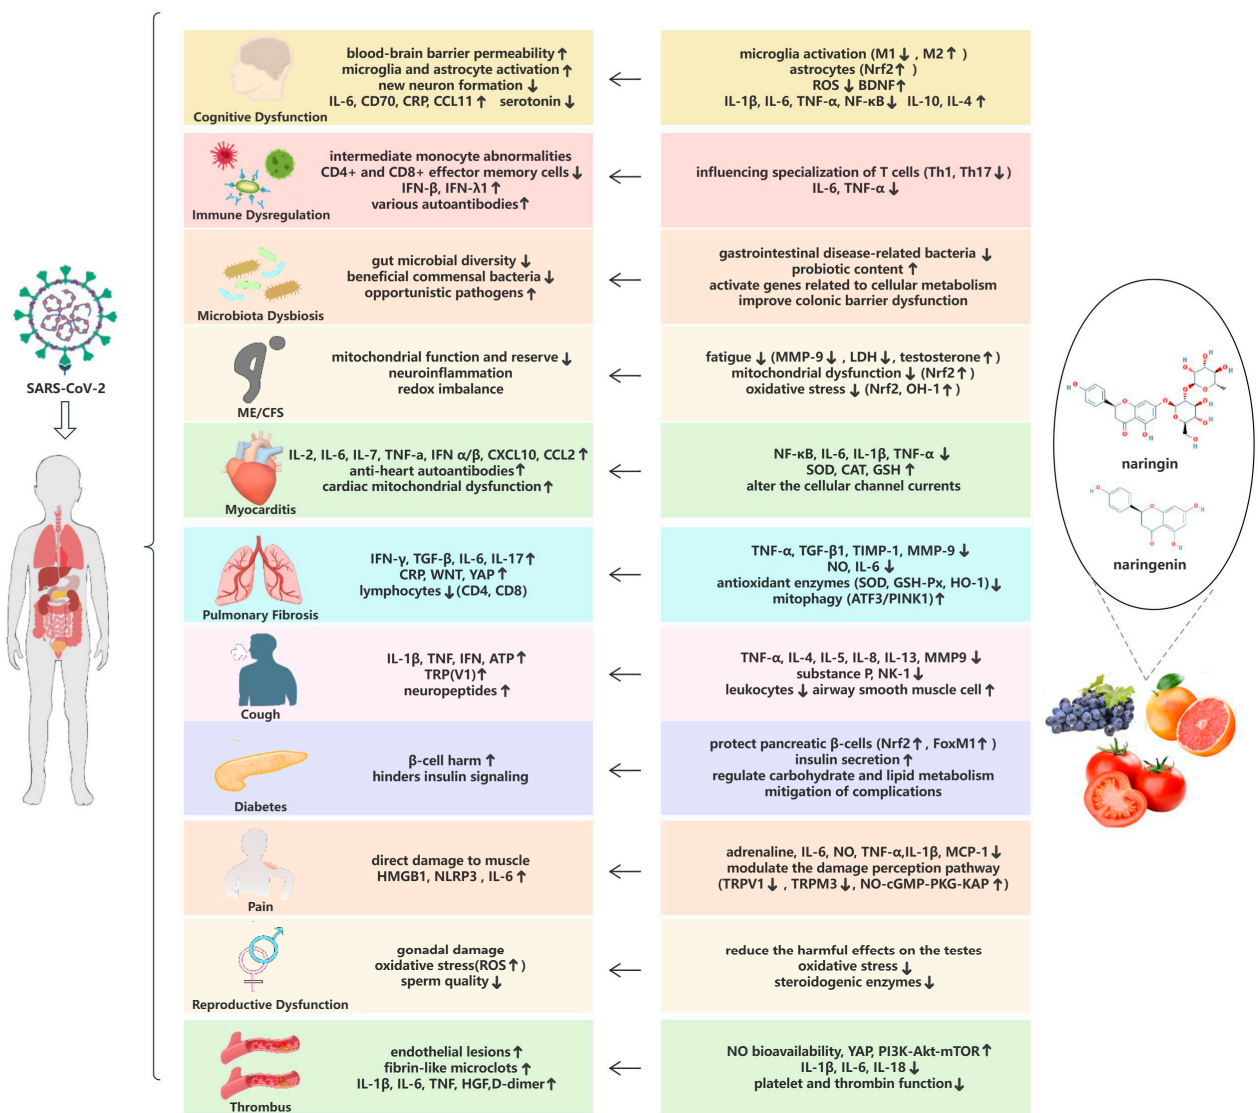 blood-brain barrier permeability↑
microglia and astrocyte activation↑
new neuron formation ↓
IL-6, CD70, CRP, CCL11↑ serotonin↓
Cognitive Dysfunction
microglia activation (M1↓, M2↑ )
astrocytes (Nrf2↑ )
ROS ↓ BDNF↑
IL-1β, IL-6, TNF-α, NF-κB↓ IL-10, IL-4 ↑
intermediate monocyte abnormalities
CD4+ and CD8+ effector memory cells↓
IFN-β, IFN-λ1↑
various autoantibodies↑
Immune Dysregulation
influencing specialization of T cells (Th1, Th17↓)
IL-6, TNF-α ↓
gut microbial diversity ↓
beneficial commensal bacteria ↓
opportunistic pathogens ↑
Microbiota Dysbiosis
gastrointestinal disease-related bacteria ↓
probiotic content ↑
activate genes related to cellular metabolism
improve colonic barrier dysfunction
SARS-CoV-2
mitochondrial function and reserve ↓
neuroinflammation
redox imbalance
ME/CFS
fatigue ↓ (MMP-9↓ , LDH↓, testosterone↑)
mitochondrial dysfunction ↓ (Nrf2↑)
oxidative stress ↓ (Nrf2, OH-1↑)
IL-2, IL-6, IL-7, TNF-a, IFN α/β, CXCL10, CCL2 ↑
anti-heart autoantibodies↑
cardiac mitochondrial dysfunction↑
Myocarditis
NF-κB, IL-6, IL-1β, TNF-α ↓
SOD, CAT, GSH ↑
alter the cellular channel currents
naringin
naringenin
IFN-γ, TGF-β, IL-6, IL-17↑
CRP, WNT, YAP ↑
lymphocytes ↓(CD4, CD8)
Pulmonary Fibrosis
TNF-α, TGF-β1, TIMP-1, MMP-9 ↓
NO, IL-6 ↓
antioxidant enzymes (SOD, GSH-Px, HO-1)↓
mitophagy (ATF3/PINK1)↑
IL-1β, TNF, IFN, ATP↑
TRP(V1)↑
neuropeptides ↑
Cough
TNF-α, IL-4, IL-5, IL-8, IL-13, MMP9 ↓
substance P, NK-1↓
leukocytes ↓ airway smooth muscle cell ↑
β-cell harm ↑
hinders insulin signaling
Diabetes
protect pancreatic β-cells (Nrf2↑, FoxM1↑ )
insulin secretion↑
regulate carbohydrate and lipid metabolism
mitigation of complications
direct damage to muscle
HMGB1, NLRP3 , IL-6 ↑
Pain
adrenaline, IL-6, NO, TNF-α,IL-1β, MCP-1↓
modulate the damage perception pathway
(TRPV1↓ , TRPM3↓, NO-cGMP-PKG-KAP ↑)
gonadal damage
oxidative stress(ROS↑)
sperm quality ↓
Reproductive Dysfunction
reduce the harmful effects on the testes
oxidative stress ↓
steroidogenic enzymes↓
endothelial lesions↑
fibrin-like microclots ↑
IL-1β, IL-6, TNF, HGF,D-dimer↑
Thrombus
NO bioavailability, YAP, PI3K-Akt-mTOR↑
IL-1β, IL-6, IL-18 ↓
platelet and thrombin function↓